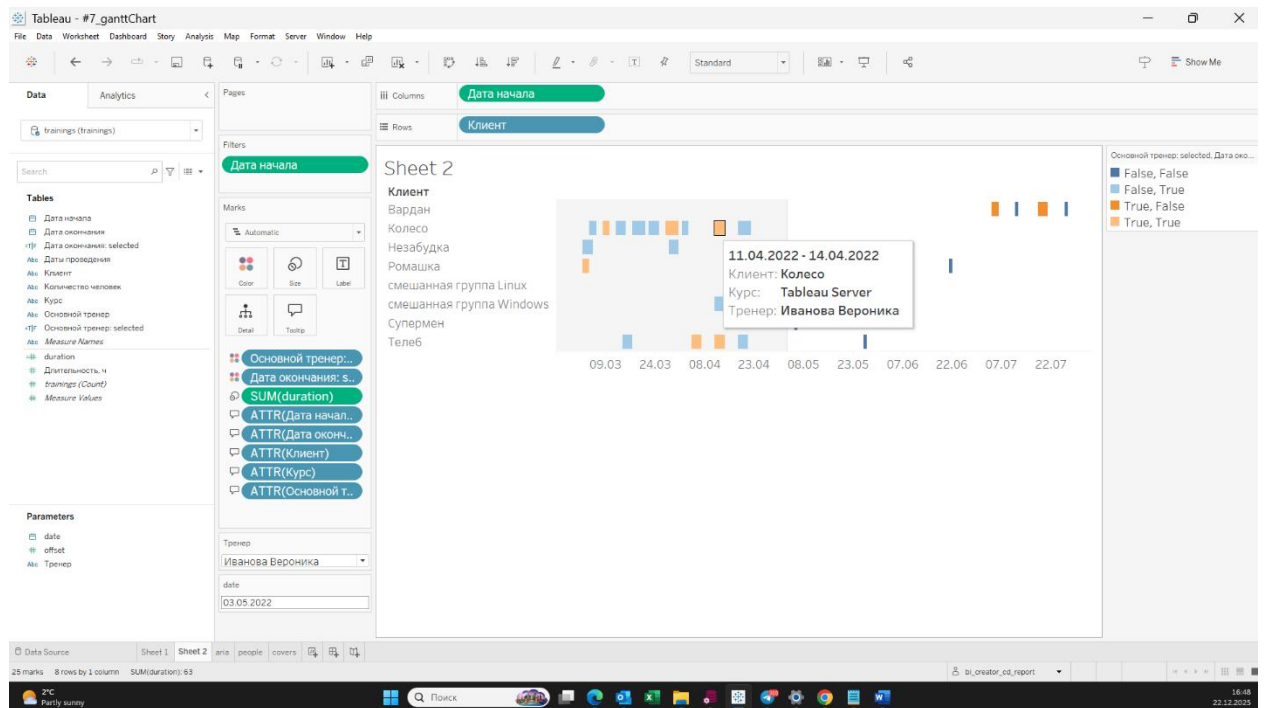 Tableau - #7_ganttChart
File Data Worksheet Dashboard Story Analysis Map Format Server Window Help
Standard
Show Me
Data Analytics
trainings (trainings)
Search
Tables
Дата начала
Дата окончания
Дата окончания: selected
Даты проведения
Клиент
Количество человек
Курс
Основной тренер
Основной тренер: selected
Measure Names
duration
Длительность, ч
trainings (Count)
Measure Values
Parameters
date
offset
Тренер
Pages
Filters
Дата начала
Marks
Automatic
Color Size Label
Detail Tooltip
Основной тренер:..
Дата окончания: s..
SUM(duration)
ATTR(Дата начал..
ATTR(Дата оконч..
ATTR(Клиент)
ATTR(Курс)
ATTR(Основной т..
Тренер
Иванова Вероника
date
03.05.2022
Columns Дата начала
Rows Клиент
Sheet 2
Клиент
Вардан
Колесо
Незабудка
Ромашка
смешанная группа Linux
смешанная группа Windows
Супермен
Телеб
09.03 24.03 08.04 23.04 08.05 23.05 07.06 22.06 07.07 22.07
11.04.2022 - 14.04.2022
Клиент: Колесо
Курс: Tableau Server
Тренер: Иванова Вероника
Основной тренер: selected, Дата око...
False, False
False, True
True, False
True, True
Data Source Sheet 1 Sheet 2 aria people covers
25 marks 8 rows by 1 column SUM(duration): 63
bi_creator_cd_report
2°C
Partly sunny
Поиск
16:48
22.12.2025